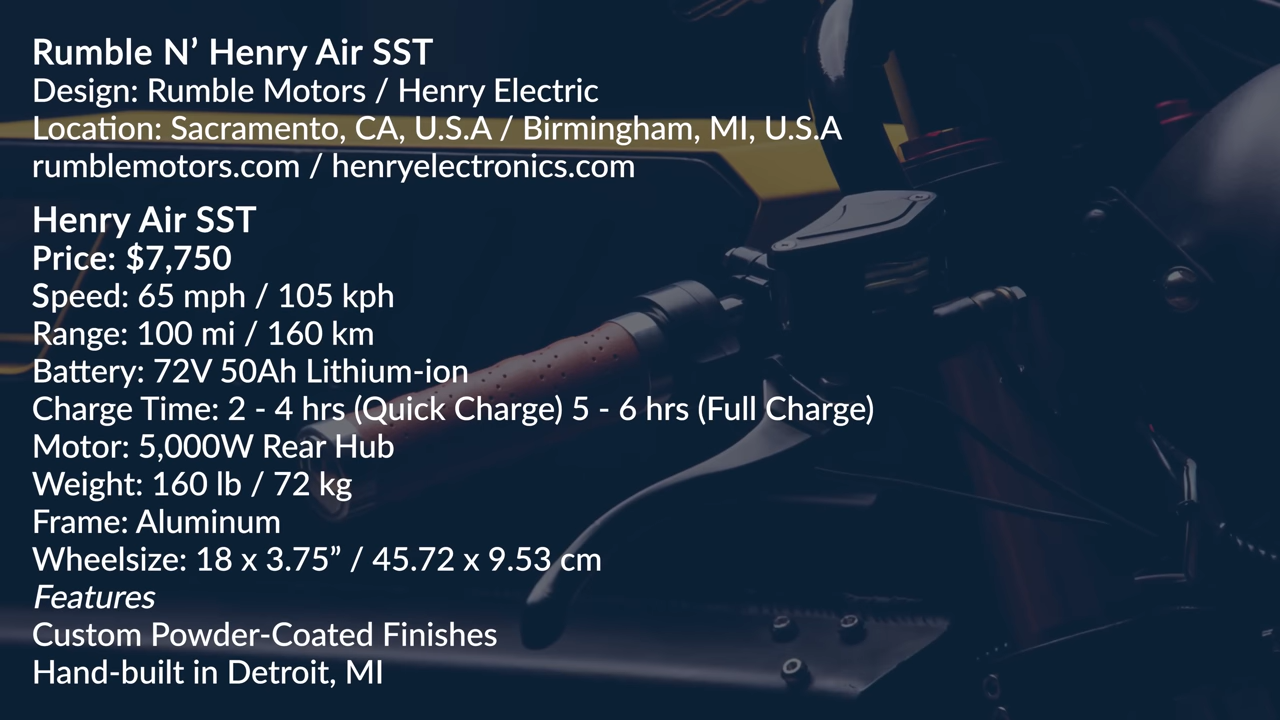 Rumble N’ Henry Air SST
Design: Rumble Motors / Henry Electric
Location: Sacramento, CA, U.S.A / Birmingham, MI, U.S.A
rumblemotors.com / henryelectronics.com
Henry Air SST
Price: $7,750
Speed: 65 mph / 105 kph
Range: 100 mi / 160 km
Battery: 72V 50Ah Lithium-ion
Charge Time: 2 - 4 hrs (Quick Charge) 5 - 6 hrs (Full Charge)
Motor: 5,000W Rear Hub
Weight: 160 lb / 72 kg
Frame: Aluminum
Wheelsize: 18 x 3.75” / 45.72 x 9.53 cm
Features
Custom Powder-Coated Finishes
Hand-built in Detroit, MI